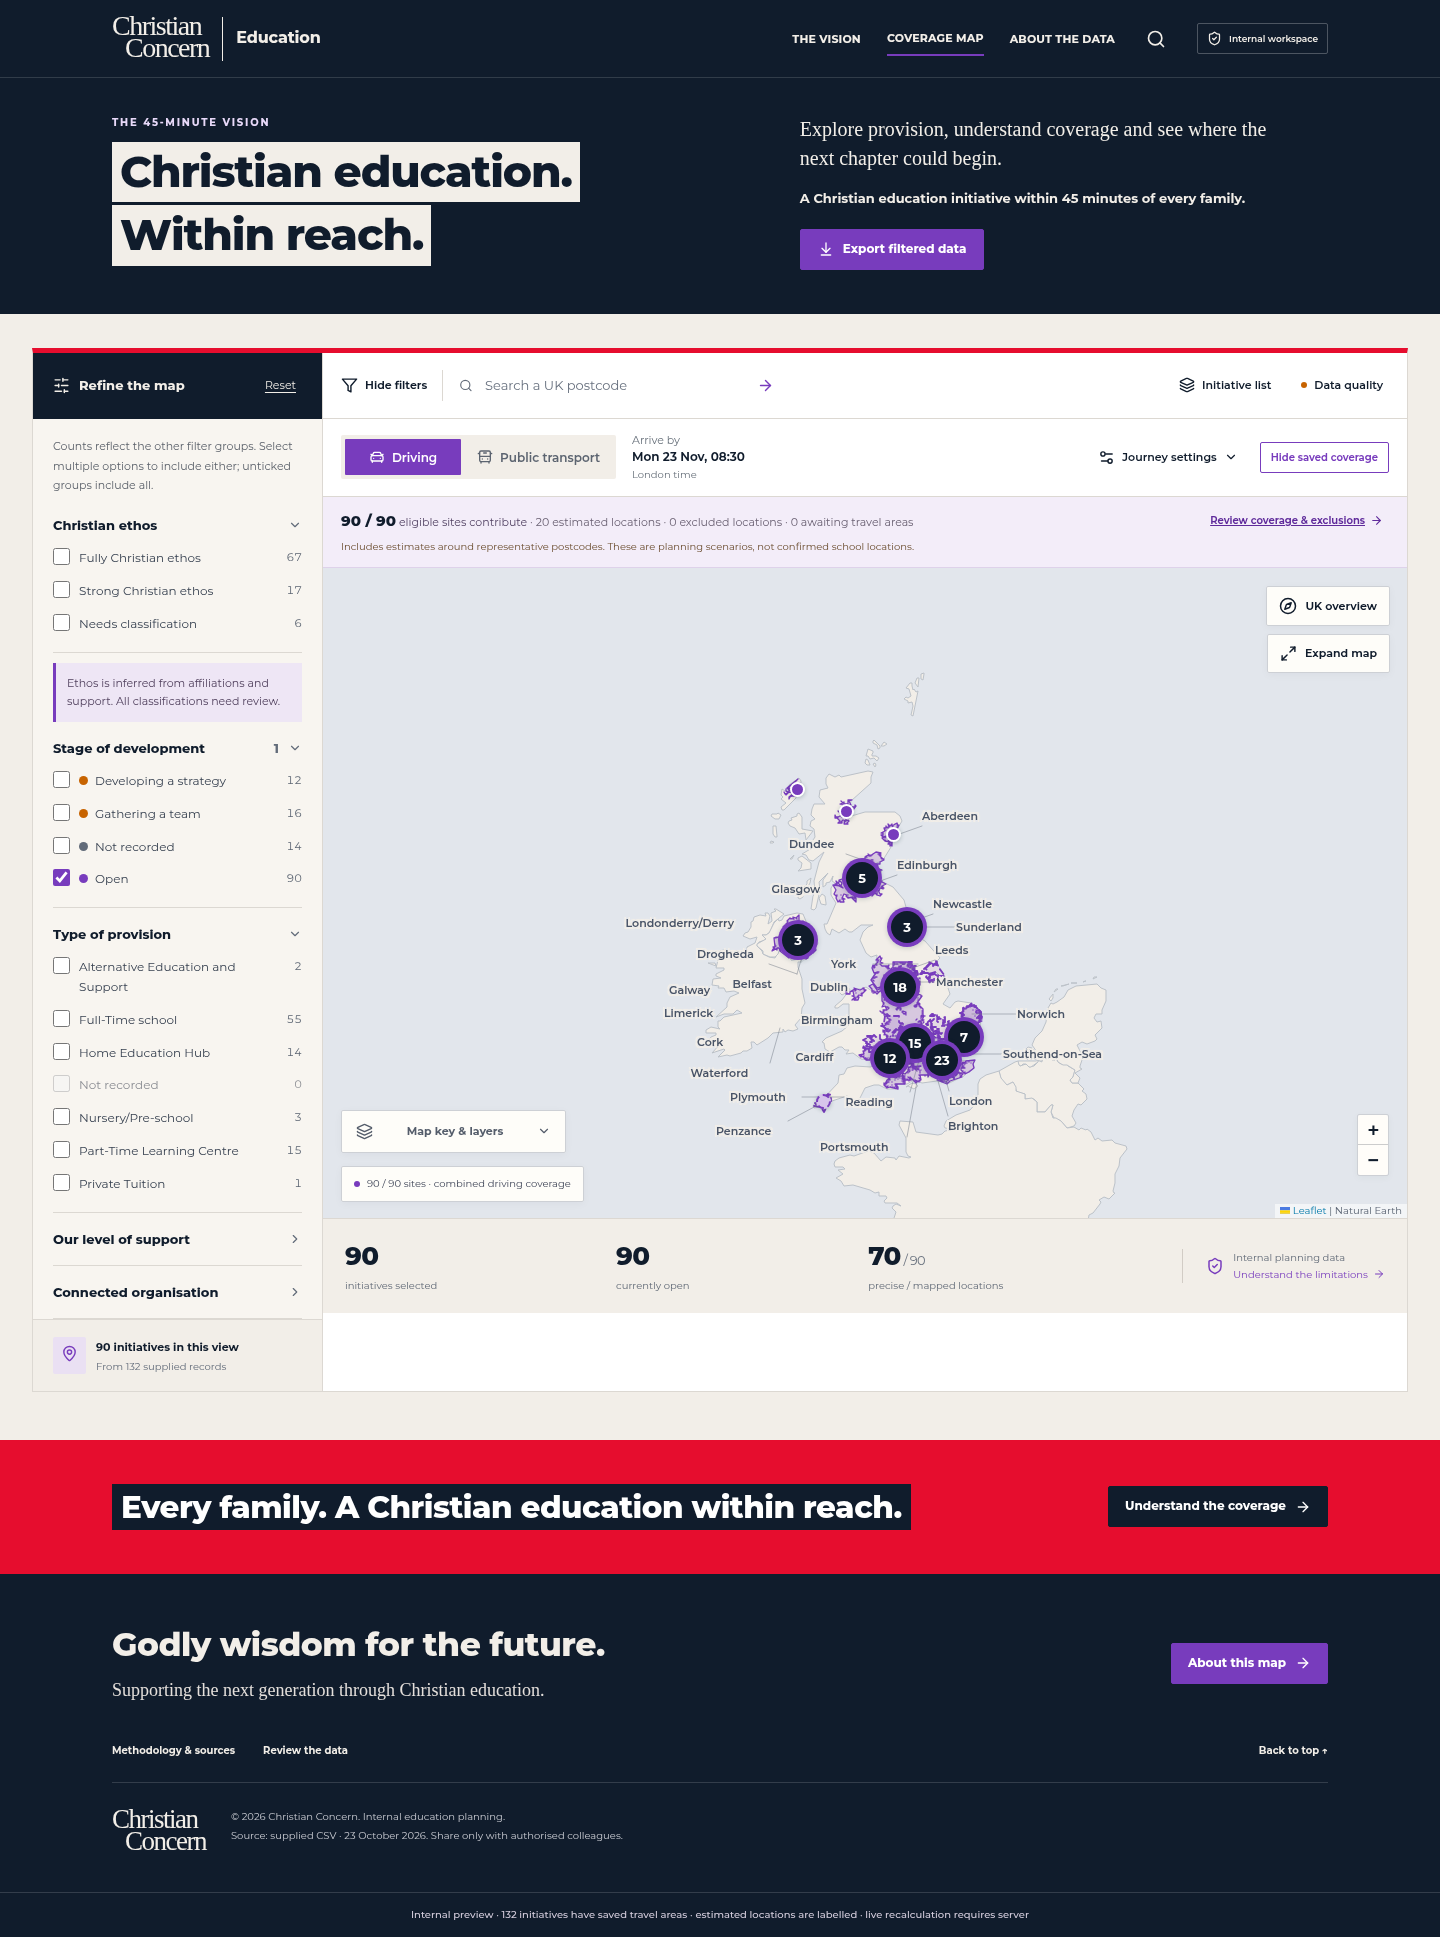 Christian
Concern
Education
THE VISION
COVERAGE MAP
ABOUT THE DATA
Internal workspace
THE 45-MINUTE VISION
Christian education.
Within reach.
Explore provision, understand coverage and see where the
next chapter could begin.
A Christian education initiative within 45 minutes of every family.
Export filtered data
Refine the map
Reset
Hide filters
Search a UK postcode
Initiative list
Data quality
Counts reflect the other filter groups. Select
multiple options to include either; unticked
groups include all.
Christian ethos
Fully Christian ethos 67
Strong Christian ethos 17
Needs classification 6
Ethos is inferred from affiliations and
support. All classifications need review.
Stage of development 1
Developing a strategy 12
Gathering a team 16
Not recorded 14
Open 90
Type of provision
Alternative Education and 2
Support
Full-Time school 55
Home Education Hub 14
Not recorded 0
Nursery/Pre-school 3
Part-Time Learning Centre 15
Private Tuition 1
Our level of support
Connected organisation
90 initiatives in this view
From 132 supplied records
Driving
Public transport
Arrive by
Mon 23 Nov, 08:30
London time
Journey settings
Hide saved coverage
90 / 90 eligible sites contribute · 20 estimated locations · 0 excluded locations · 0 awaiting travel areas
Review coverage & exclusions
Includes estimates around representative postcodes. These are planning scenarios, not confirmed school locations.
UK overview
Expand map
Aberdeen
Dundee
Edinburgh
5
Glasgow
Newcastle
Londonderry/Derry
3
Sunderland
3
Leeds
Drogheda
York
Manchester
Belfast
Dublin
18
Galway
Limerick
Birmingham
Norwich
Cork
15
7
Cardiff
12
23
Southend-on-Sea
Waterford
Plymouth
Reading
London
Penzance
Brighton
Portsmouth
Map key & layers
90 / 90 sites · combined driving coverage
+
−
Leaflet | Natural Earth
90
initiatives selected
90
currently open
70 / 90
precise / mapped locations
Internal planning data
Understand the limitations
Every family. A Christian education within reach.
Understand the coverage
Godly wisdom for the future.
Supporting the next generation through Christian education.
About this map
Methodology & sources
Review the data
Back to top ↑
Christian
Concern
© 2026 Christian Concern. Internal education planning.
Source: supplied CSV · 23 October 2026. Share only with authorised colleagues.
Internal preview · 132 initiatives have saved travel areas · estimated locations are labelled · live recalculation requires server